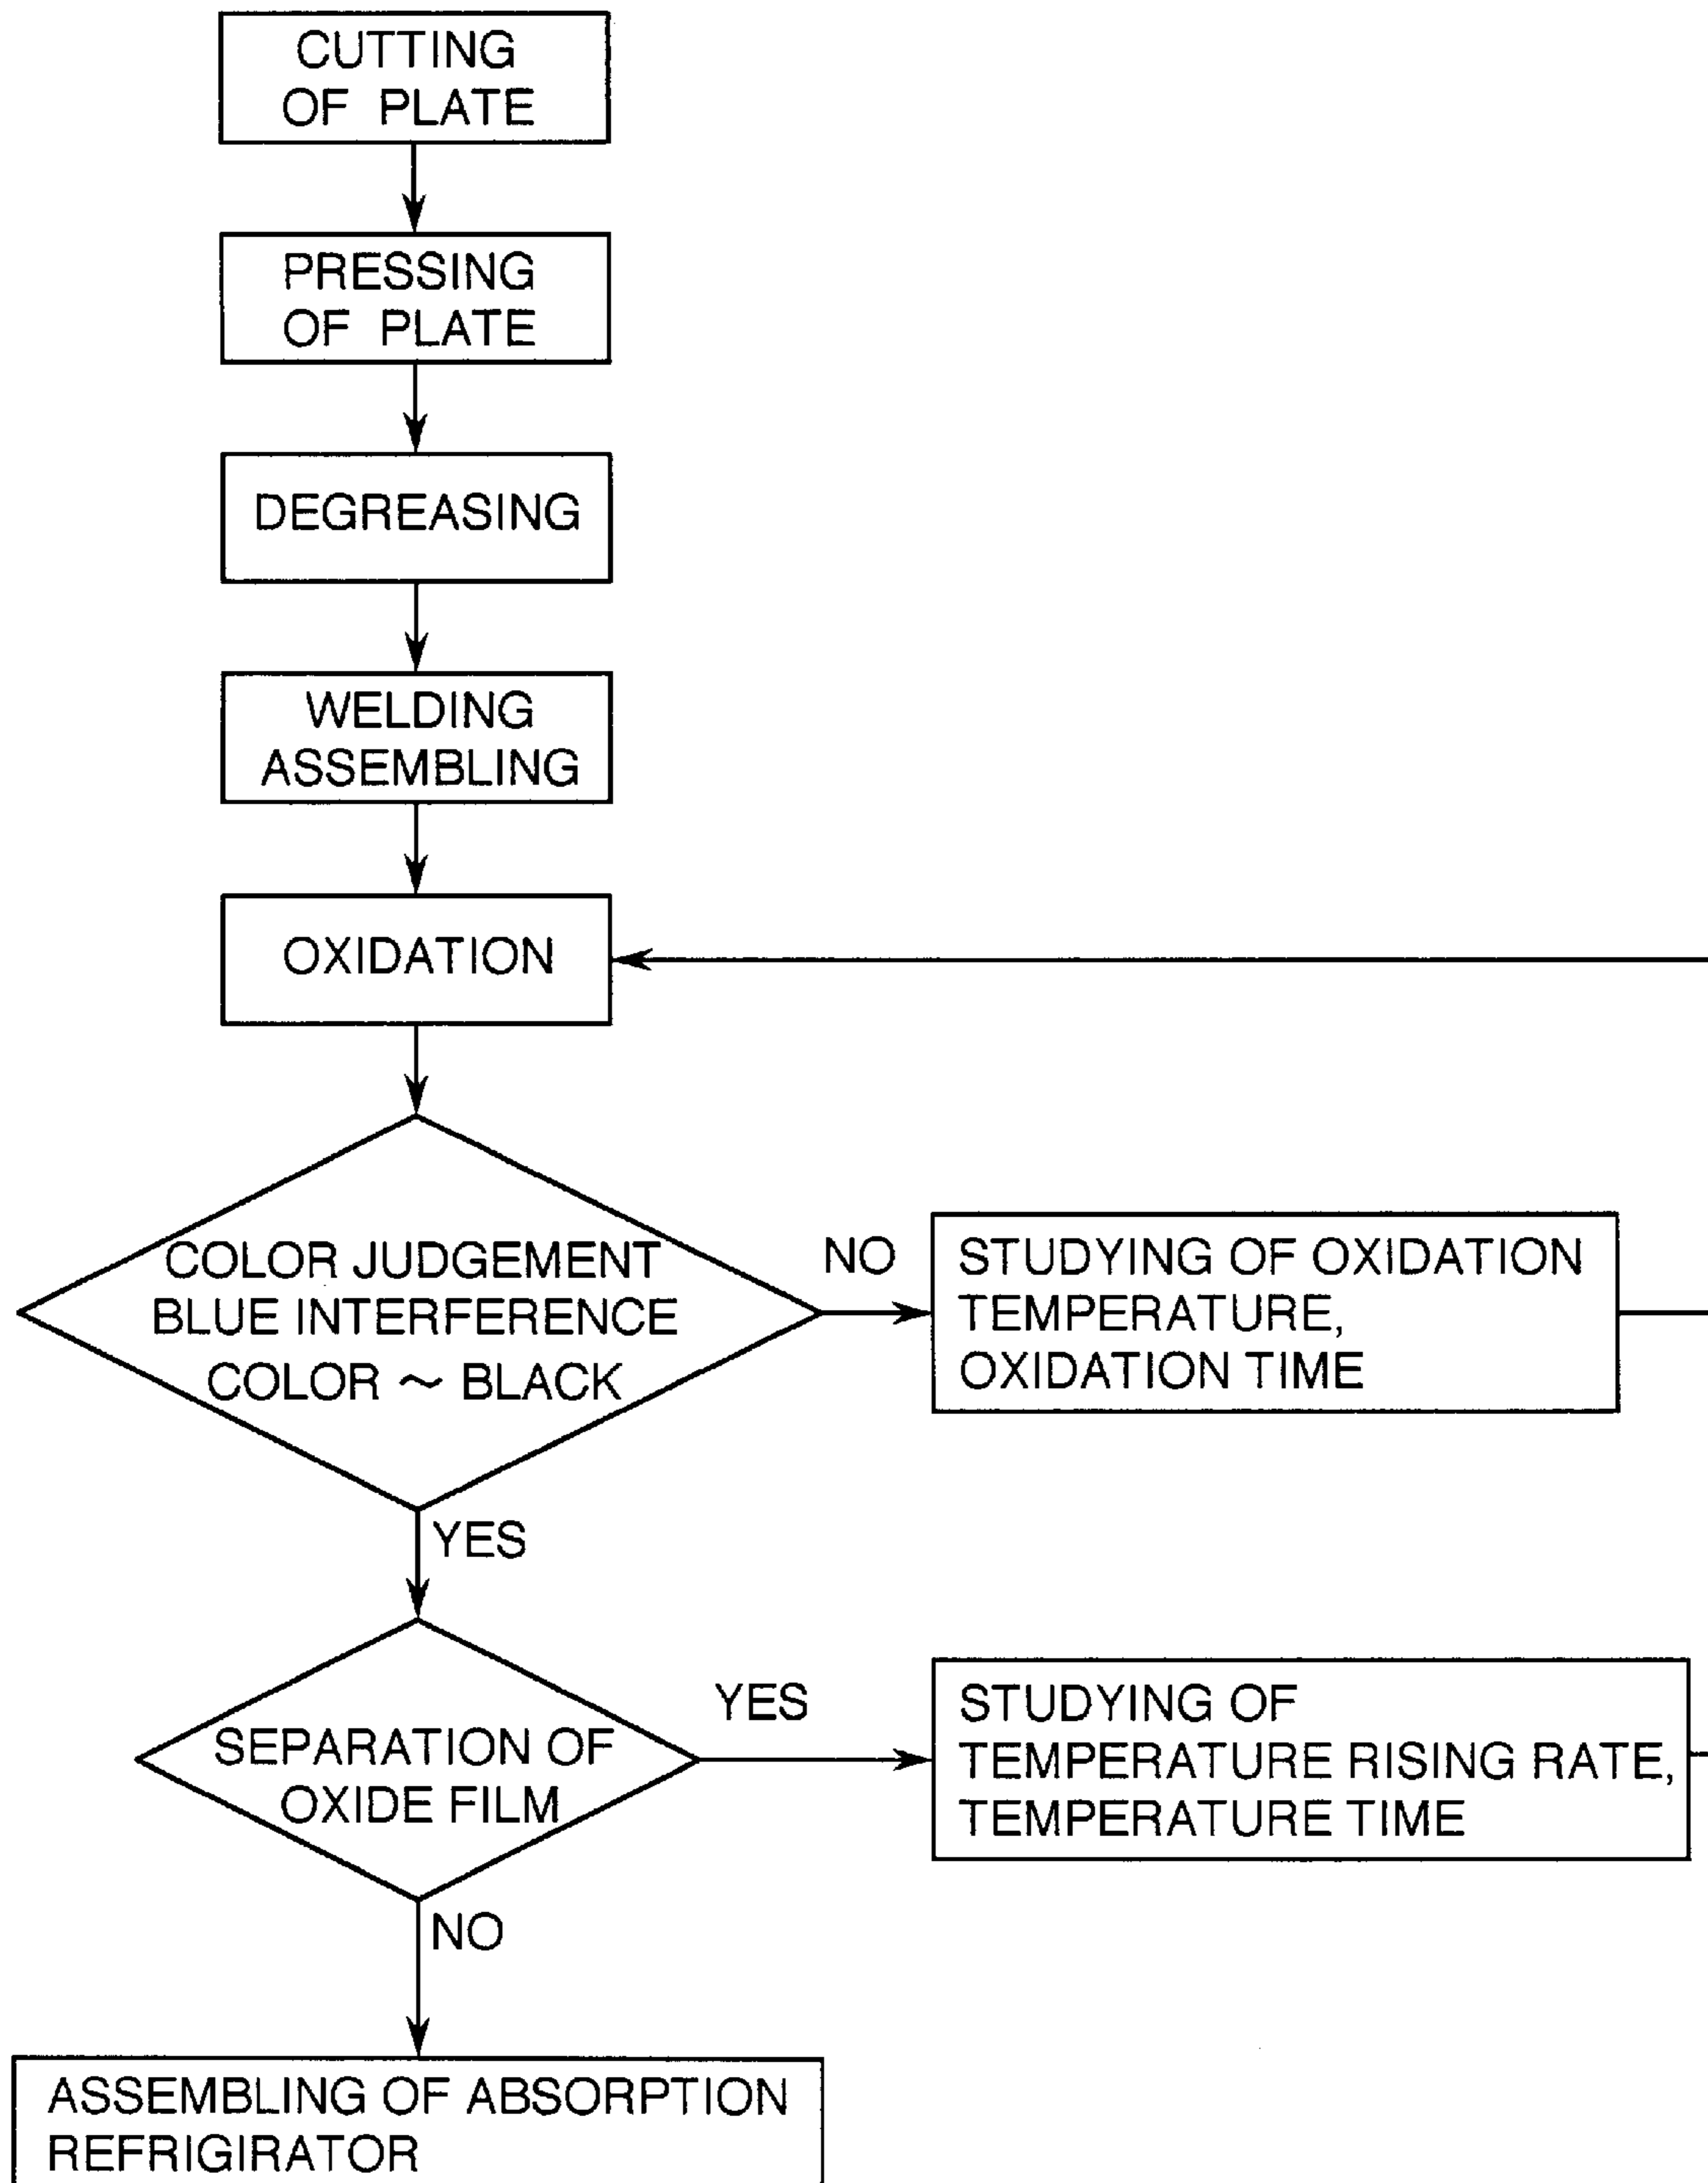 CUTTING
OF PLATE
PRESSING
OF PLATE
DEGREASING
WELDING
ASSEMBLING
OXIDATION
COLOR JUDGEMENT
BLUE INTERFERENCE
COLOR ~ BLACK
NO
STUDYING OF OXIDATION
TEMPERATURE,
OXIDATION TIME
YES
SEPARATION OF
OXIDE FILM
YES
STUDYING OF
TEMPERATURE RISING RATE,
TEMPERATURE TIME
NO
ASSEMBLING OF ABSORPTION
REFRIGIRATOR